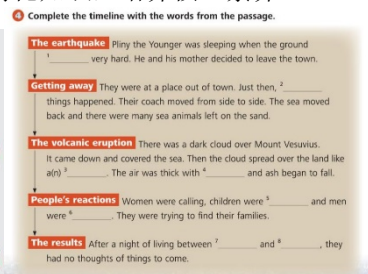 4 Complete the timeline with the words from the passage.
The earthquake Pliny the Younger was sleeping when the ground
1________ very hard. He and his mother decided to leave the town.
Getting away They were at a place out of town. Just then, 2________
things happened. Their coach moved from side to side. The sea moved
back and there were many sea animals left on the sand.
The volcanic eruption There was a dark cloud over Mount Vesuvius.
It came down and covered the sea. Then the cloud spread over the land like
a(n) 3________. The air was thick with 4________ and ash began to fall.
People's reactions Women were calling, children were 5________ and men
were 6________. They were trying to find their families.
The results After a night of living between 7________ and 8________, they
had no thoughts of things to come.